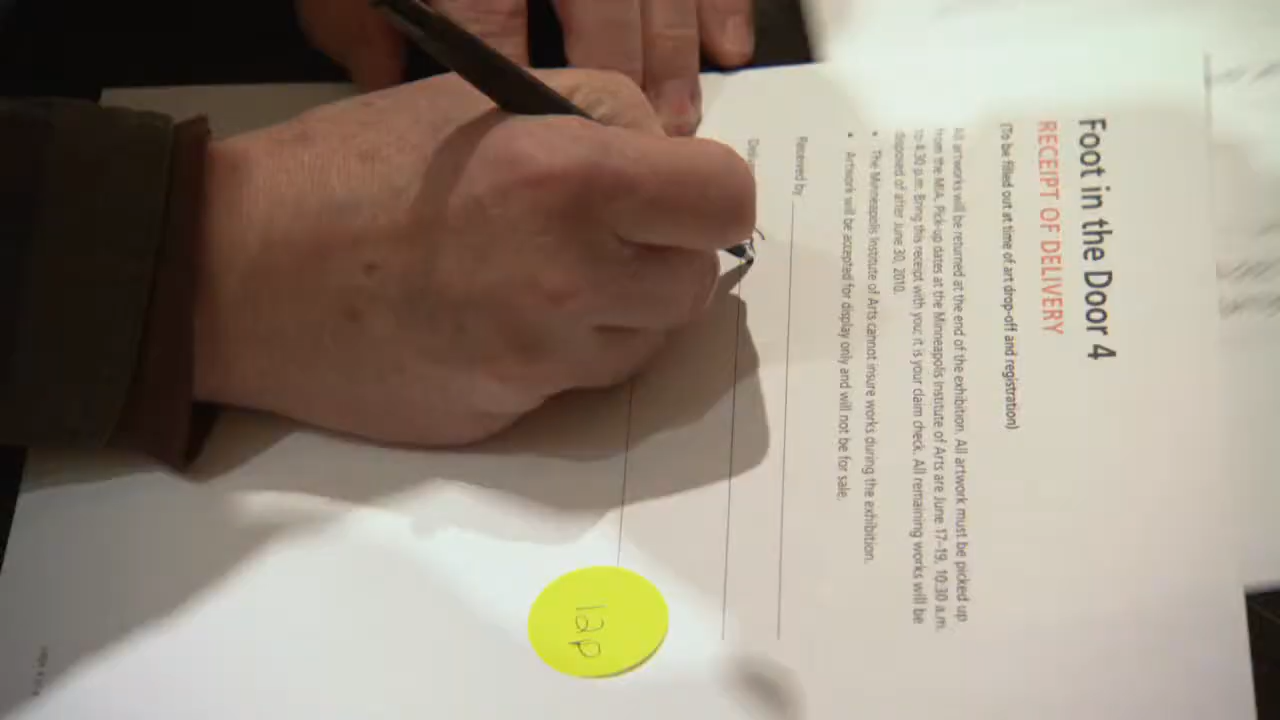 Foot in the Door 4
RECEIPT OF DELIVERY
(To be filled out at time of art drop-off and registration)
All artworks will be returned at the end of the exhibition. All artwork must be picked up
from the MIA. Pick-up dates at the Minneapolis Institute of Arts are June 17–19, 10:30 a.m.
to 4:30 p.m. Bring this receipt with you; it is your claim check. All remaining works will be
disposed of after June 30, 2010.
• The Minneapolis Institute of Arts cannot insure works during the exhibition.
• Artwork will be accepted for display only and will not be for sale.
Received by
12p